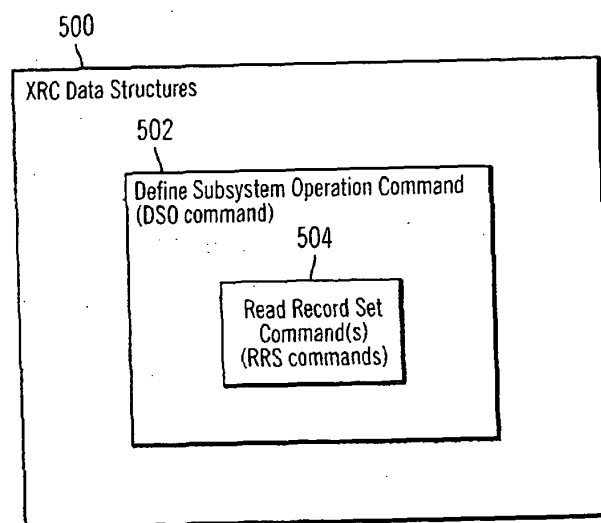 500
XRC Data Structures
502
Define Subsystem Operation Command
(DSO command)
504
Read Record Set
Command(s)
(RRS commands)